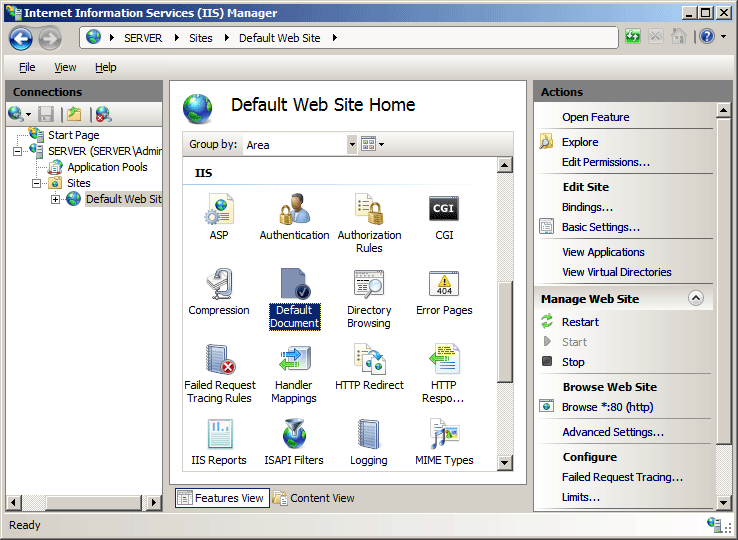 Internet Information Services (IIS) Manager
SERVER Sites Default Web Site
File View Help
Connections
Start Page
SERVER (SERVER\Admir
Application Pools
Sites
Default Web Sit
Default Web Site Home
Group by: Area
IIS
ASP Authentication Authorization Rules CGI
Compression Default Document Directory Browsing Error Pages
404
Failed Request Tracing Rules Handler Mappings HTTP Redirect HTTP Respo...
IIS Reports ISAPI Filters Logging MIME Types
Features View Content View
Actions
Open Feature
Explore
Edit Permissions...
Edit Site
Bindings...
Basic Settings...
View Applications
View Virtual Directories
Manage Web Site
Restart
Start
Stop
Browse Web Site
Browse *:80 (http)
Advanced Settings...
Configure
Failed Request Tracing...
Limits...
Ready